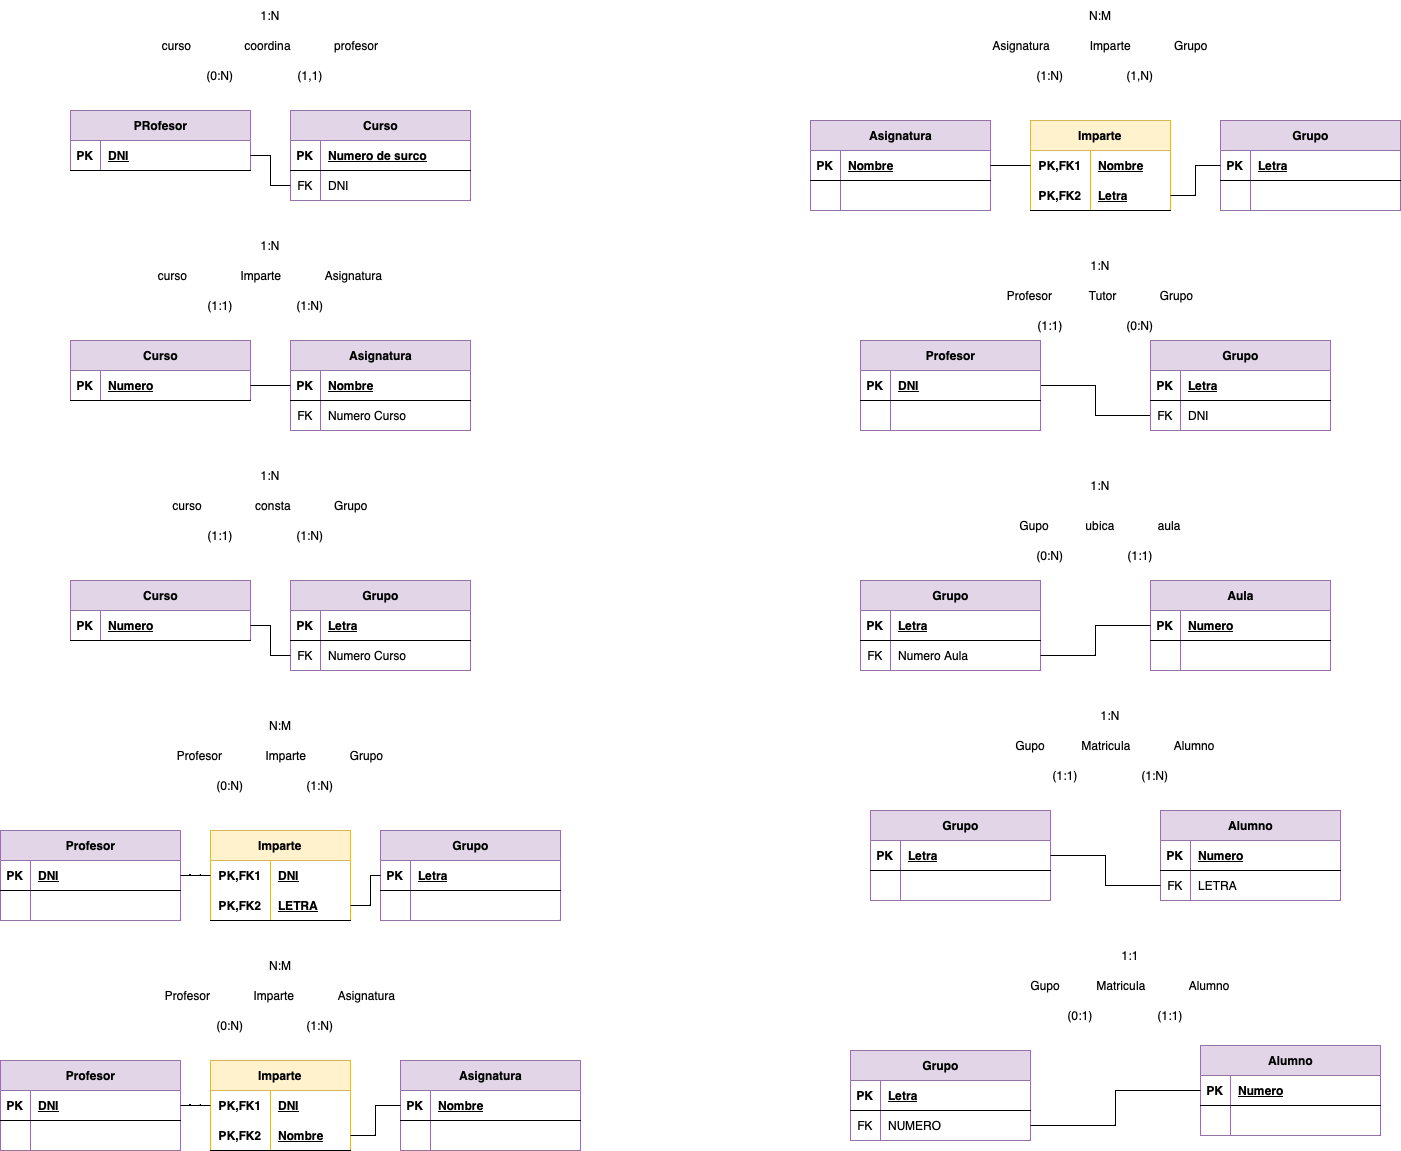 1:N
curso coordina profesor
(0:N) (1,1)
PRofesor
PK DNI
Curso
PK Numero de surco
FK DNI
1:N
curso Imparte Asignatura
(1:1) (1:N)
Curso
PK Numero
Asignatura
PK Nombre
FK Numero Curso
1:N
curso consta Grupo
(1:1) (1:N)
Curso
PK Numero
Grupo
PK Letra
FK Numero Curso
N:M
Profesor Imparte Grupo
(0:N) (1:N)
Profesor
PK DNI
Imparte
PK,FK1 DNI
PK,FK2 LETRA
Grupo
PK Letra
N:M
Profesor Imparte Asignatura
(0:N) (1:N)
Profesor
PK DNI
Imparte
PK,FK1 DNI
PK,FK2 Nombre
Asignatura
PK Nombre
N:M
Asignatura Imparte Grupo
(1:N) (1,N)
Asignatura
PK Nombre
Imparte
PK,FK1 Nombre
PK,FK2 Letra
Grupo
PK Letra
1:N
Profesor Tutor Grupo
(1:1) (0:N)
Profesor
PK DNI
Grupo
PK Letra
FK DNI
1:N
Gupo ubica aula
(0:N) (1:1)
Grupo
PK Letra
FK Numero Aula
Aula
PK Numero
1:N
Gupo Matricula Alumno
(1:1) (1:N)
Grupo
PK Letra
Alumno
PK Numero
FK LETRA
1:1
Gupo Matricula Alumno
(0:1) (1:1)
Grupo
PK Letra
FK NUMERO
Alumno
PK Numero